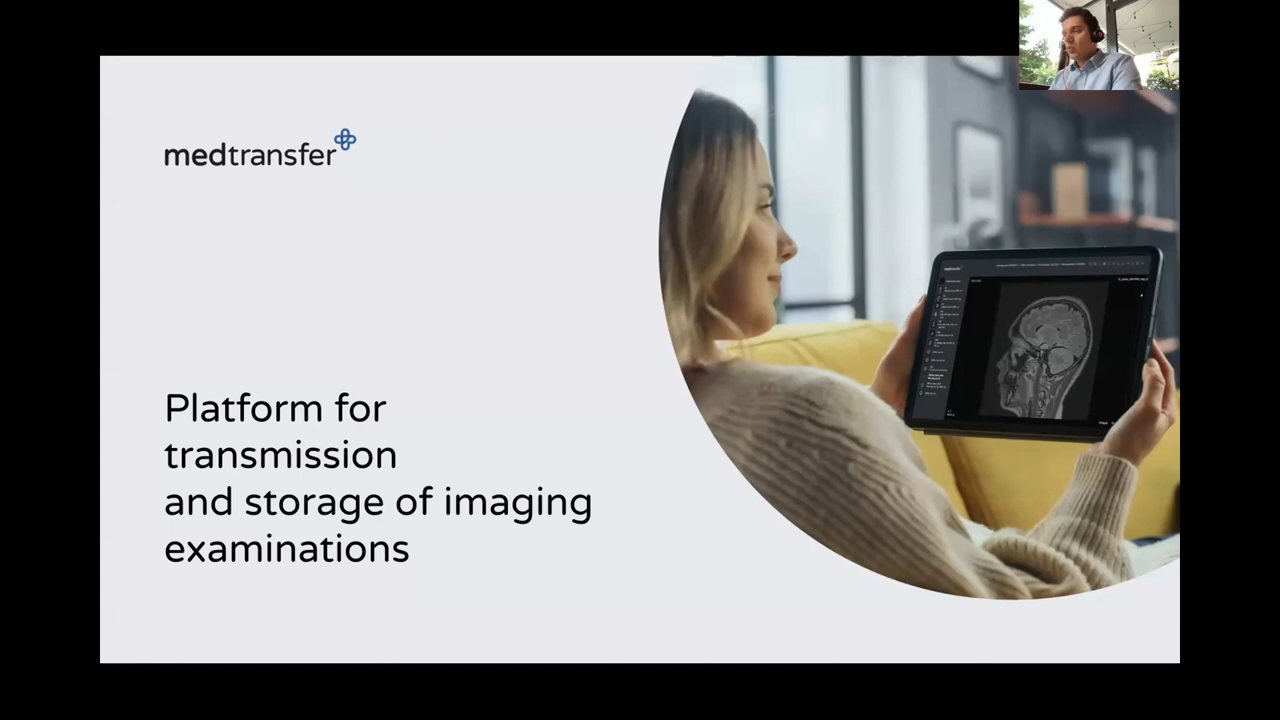 medtransfer
Platform for
transmission
and storage of imaging
examinations